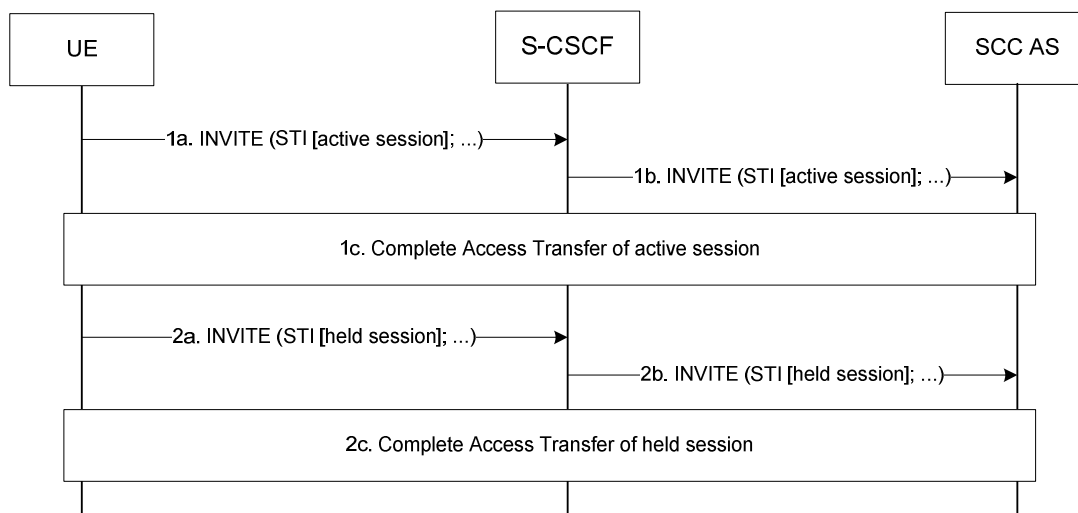 UE
S-CSCF
SCC AS
1a. INVITE (STI [active session]; ...)
1b. INVITE (STI [active session]; ...)
1c. Complete Access Transfer of active session
2a. INVITE (STI [held session]; ...)
2b. INVITE (STI [held session]; ...)
2c. Complete Access Transfer of held session